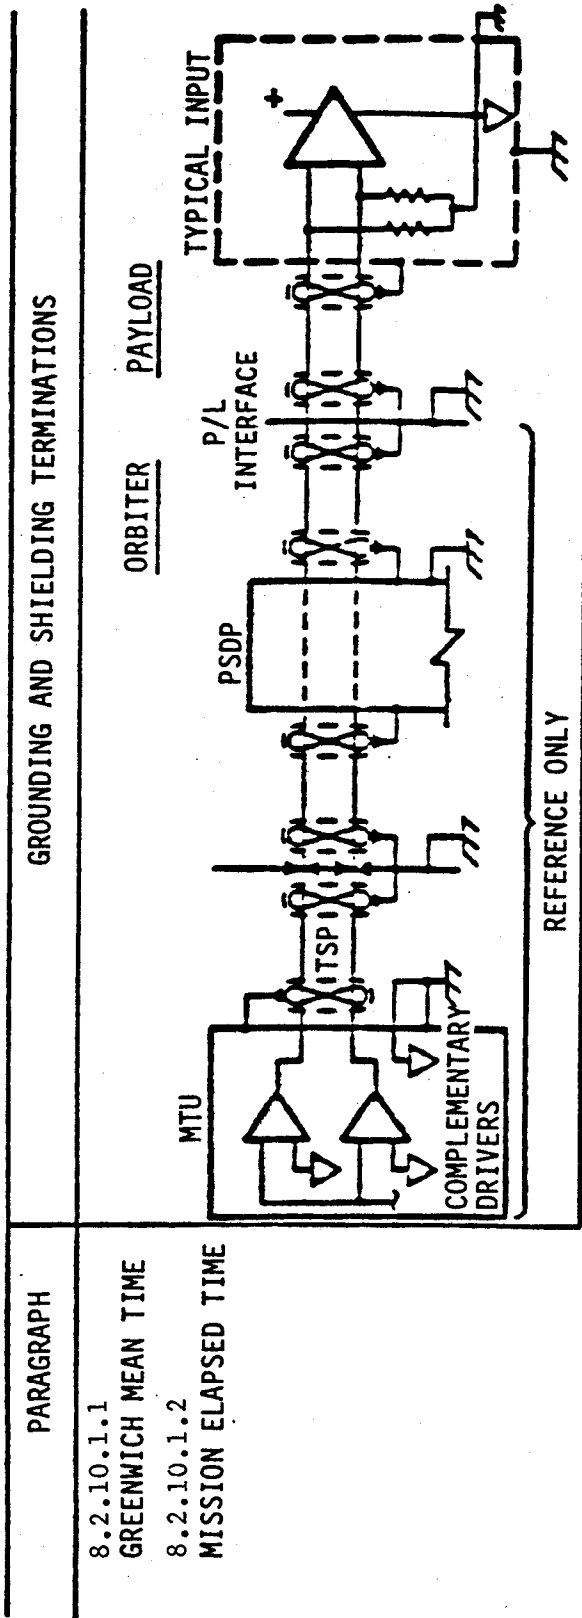 PARAGRAPH
GROUNDING AND SHIELDING TERMINATIONS
8.2.10.1.1
GREENWICH MEAN TIME
8.2.10.1.2
MISSION ELAPSED TIME
ORBITER
PAYLOAD
MTU
TSP
PSDP
P/L
INTERFACE
TYPICAL INPUT
+
COMPLEMENTARY
DRIVERS
REFERENCE ONLY